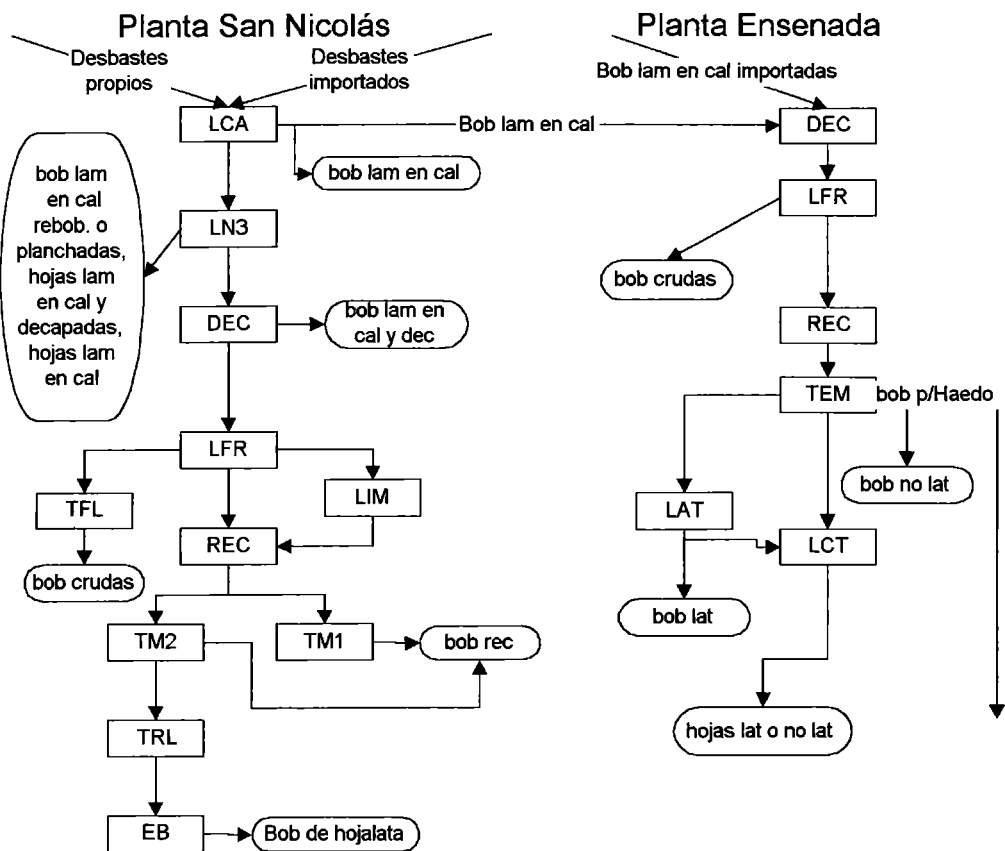 Planta San Nicolás
Desbastes
propios
Desbastes
importados
LCA
Bob lam en cal
bob lam en cal
bob lam
en cal
rebob. o
planchadas,
hojas lam
en cal y
decapadas,
hojas lam
en cal
LN3
DEC
bob lam en
cal y dec
LFR
TFL
LIM
REC
bob crudas
TM2
TM1
bob rec
TRL
EB
Bob de hojalata
Planta Ensenada
Bob lam en cal importadas
DEC
LFR
bob crudas
REC
TEM
bob p/Haedo
bob no lat
LAT
LCT
bob lat
hojas lat o no lat